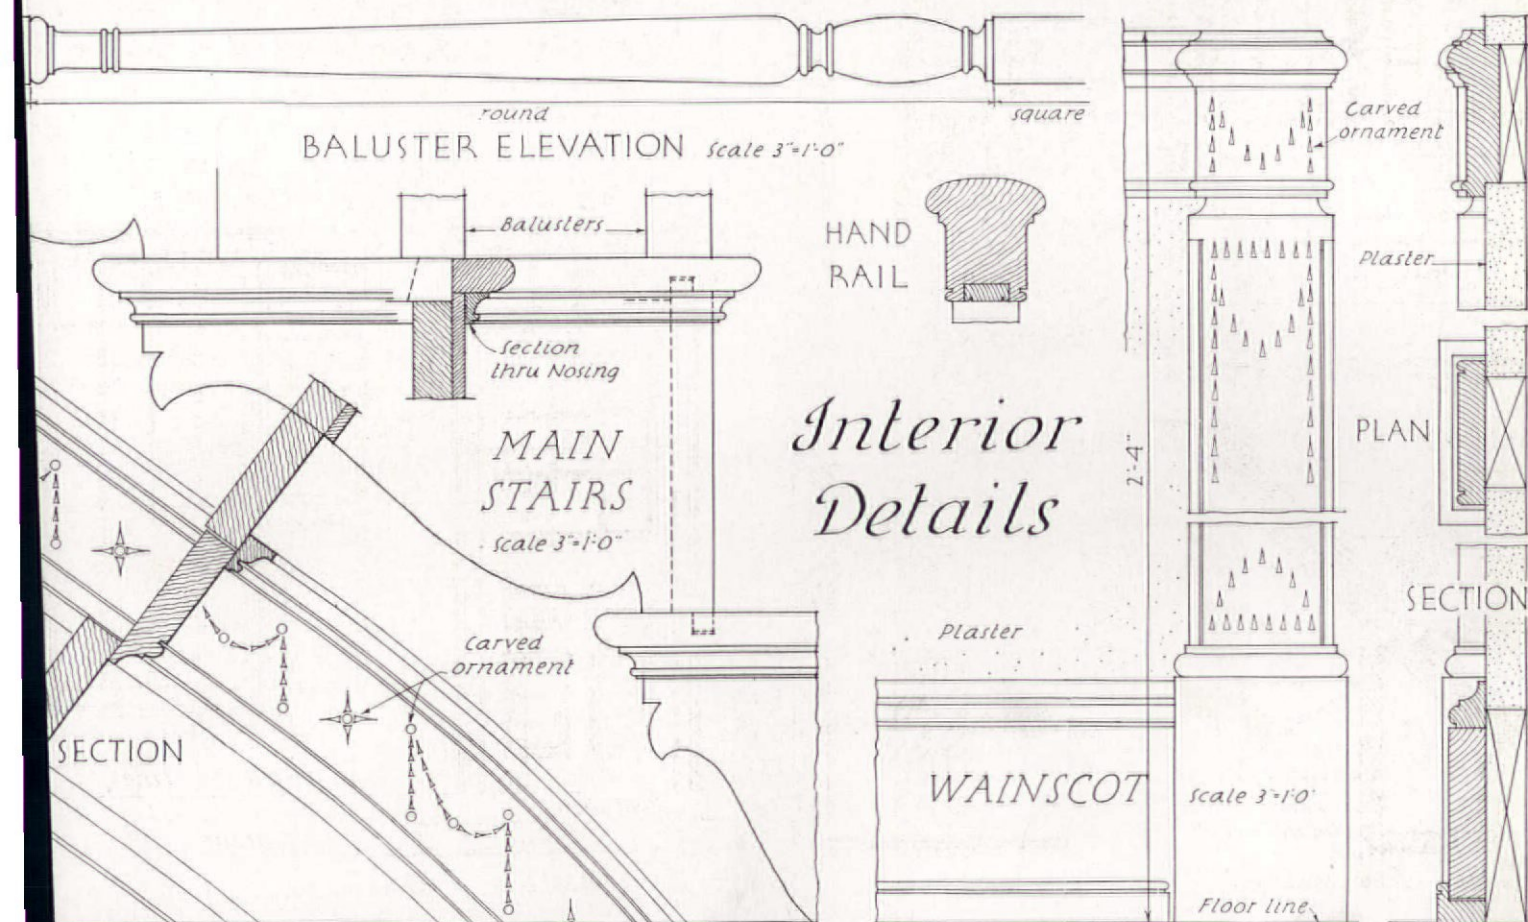 round
square
BALUSTER ELEVATION Scale 3"=1'-0"
Carved
ornament
Balusters
HAND
RAIL
Plaster
Section
thru Nosing
MAIN
STAIRS
scale 3"=1'-0"
Interior
Details
2'-4"
PLAN
SECTION
Plaster
Carved
ornament
SECTION
WAINSCOT
Scale 3"=1'-0"
Floor line